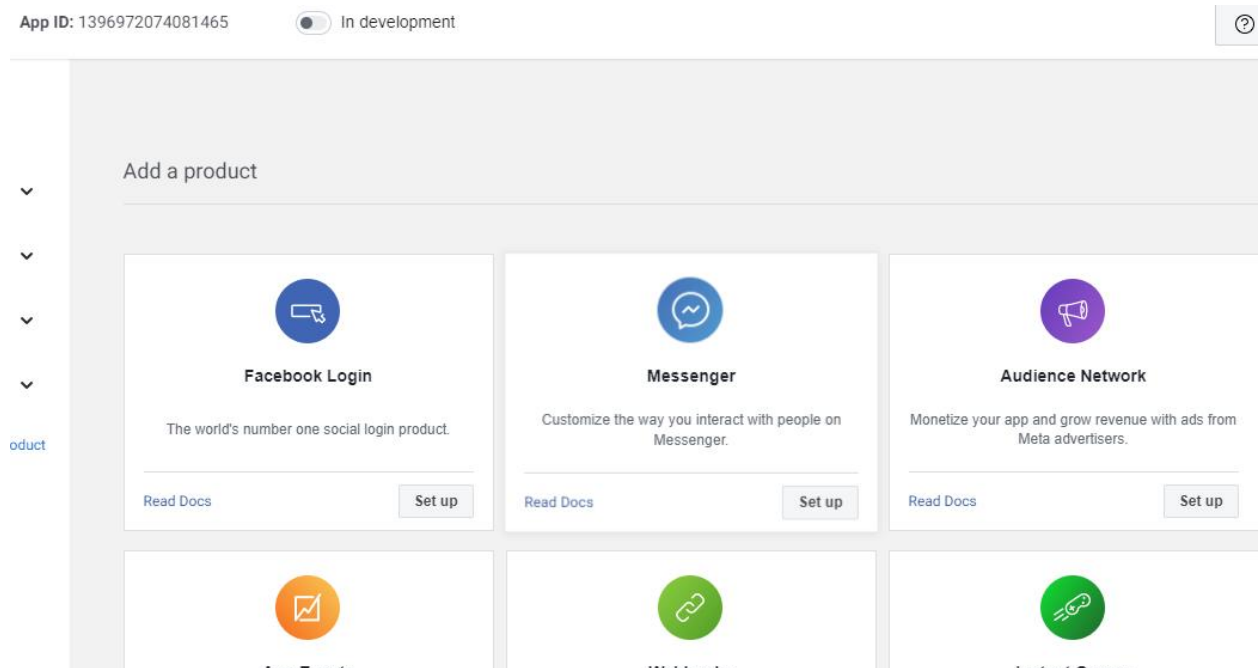 App ID: 1396972074081465 In development
Add a product
Facebook Login
The world's number one social login product.
Read Docs Set up
Messenger
Customize the way you interact with people on
Messenger.
Read Docs Set up
Audience Network
Monetize your app and grow revenue with ads from
Meta advertisers.
Read Docs Set up
oduct